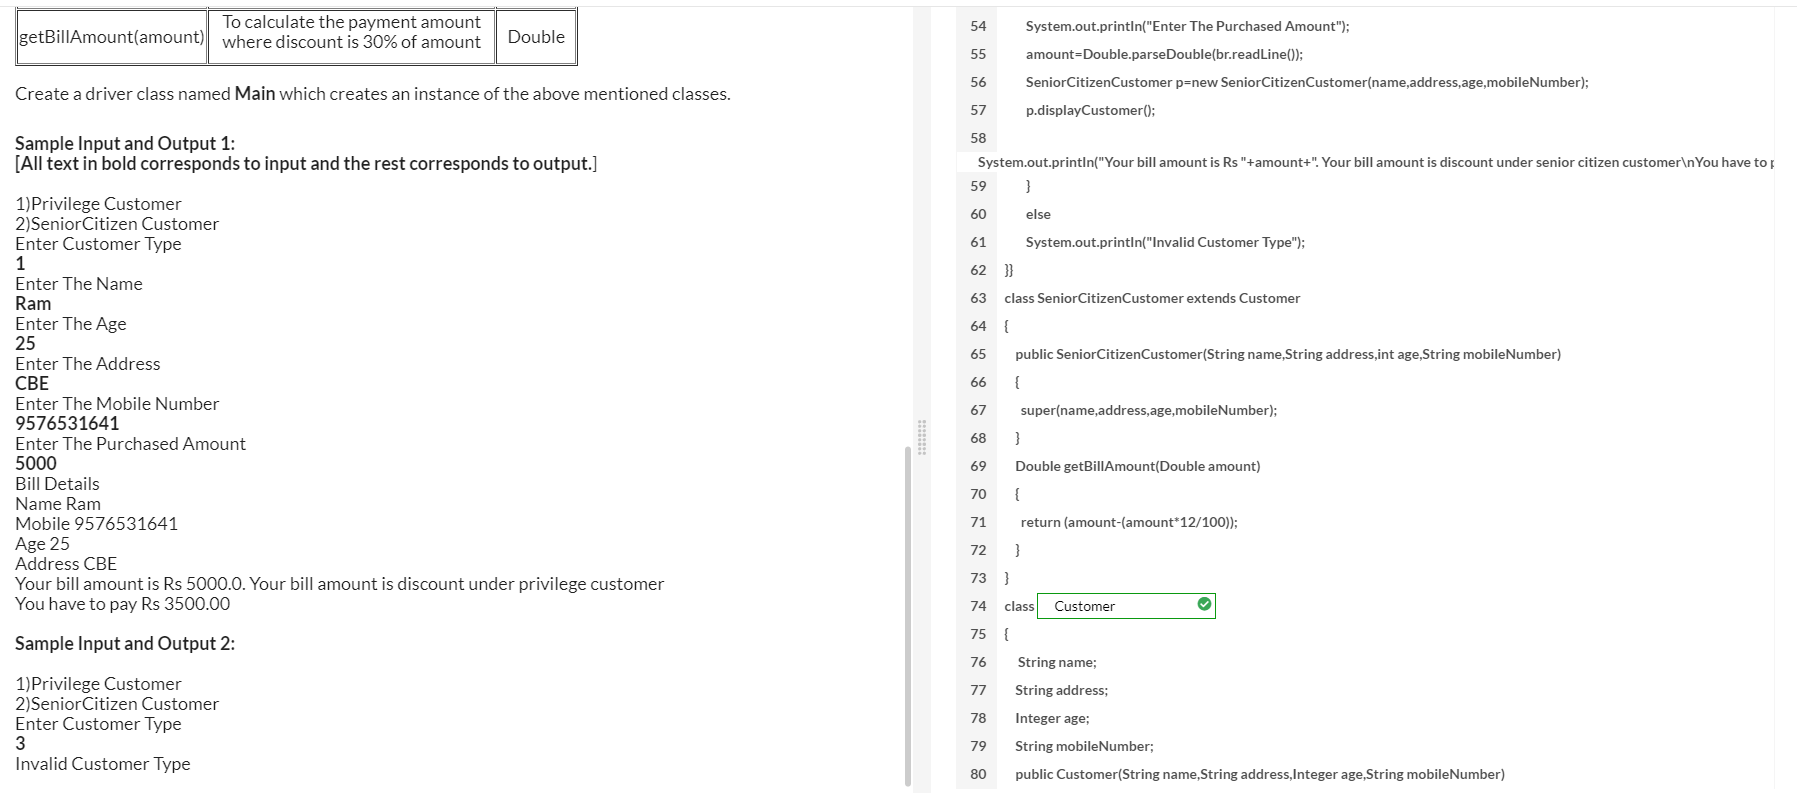 getBillAmount(amount) To calculate the payment amount where discount is 30% of amount Double
Create a driver class named Main which creates an instance of the above mentioned classes.
Sample Input and Output 1:
[All text in bold corresponds to input and the rest corresponds to output.]
1)Privilege Customer
2)SeniorCitizen Customer
Enter Customer Type
1
Enter The Name
Ram
Enter The Age
25
Enter The Address
CBE
Enter The Mobile Number
9576531641
Enter The Purchased Amount
5000
Bill Details
Name Ram
Mobile 9576531641
Age 25
Address CBE
Your bill amount is Rs 5000.0. Your bill amount is discount under privilege customer
You have to pay Rs 3500.00
Sample Input and Output 2:
1)Privilege Customer
2)SeniorCitizen Customer
Enter Customer Type
3
Invalid Customer Type
54 System.out.println("Enter The Purchased Amount");
55 amount=Double.parseDouble(br.readLine());
56 SeniorCitizenCustomer p=new SeniorCitizenCustomer(name,address,age,mobileNumber);
57 p.displayCustomer();
58
System.out.println("Your bill amount is Rs "+amount+". Your bill amount is discount under senior citizen customer\nYou have to
59 }
60 else
61 System.out.println("Invalid Customer Type");
62 }}
63 class SeniorCitizenCustomer extends Customer
64 {
65 public SeniorCitizenCustomer(String name,String address,int age,String mobileNumber)
66 {
67 super(name,address,age,mobileNumber);
68 }
69 Double getBillAmount(Double amount)
70 {
71 return (amount-(amount*12/100));
72 }
73 }
74 class Customer
75 {
76 String name;
77 String address;
78 Integer age;
79 String mobileNumber;
80 public Customer(String name,String address,Integer age,String mobileNumber)